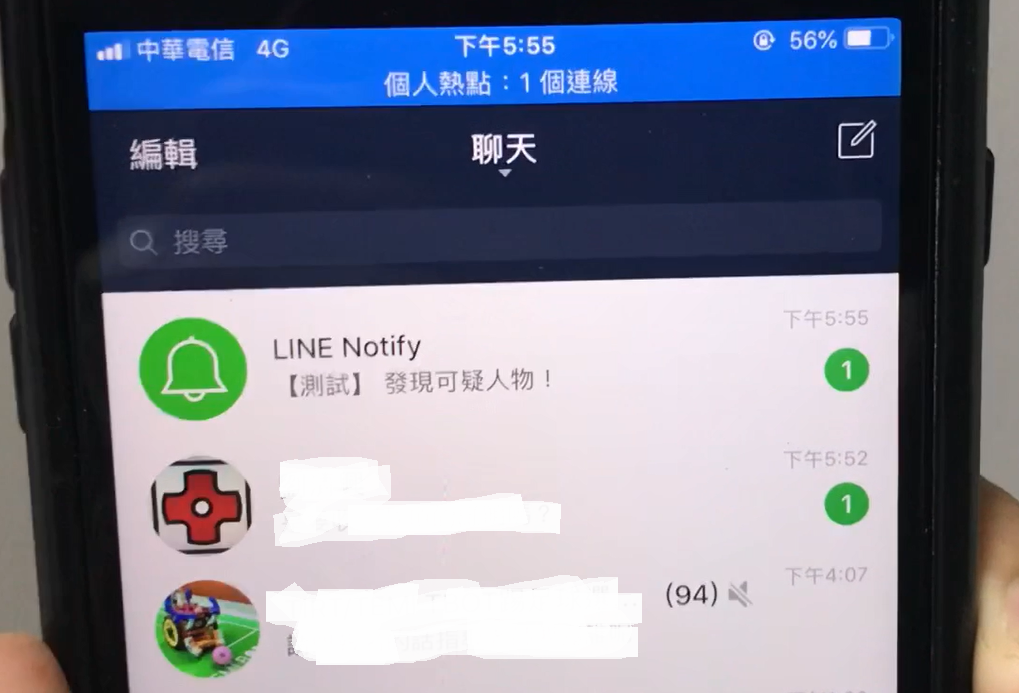 中華電信 4G 下午5:55 56%
個人熱點：1 個連線
編輯 聊天
搜尋
LINE Notify 下午5:55
【測試】 發現可疑人物！ 1
下午5:52
1
(94) 下午4:07